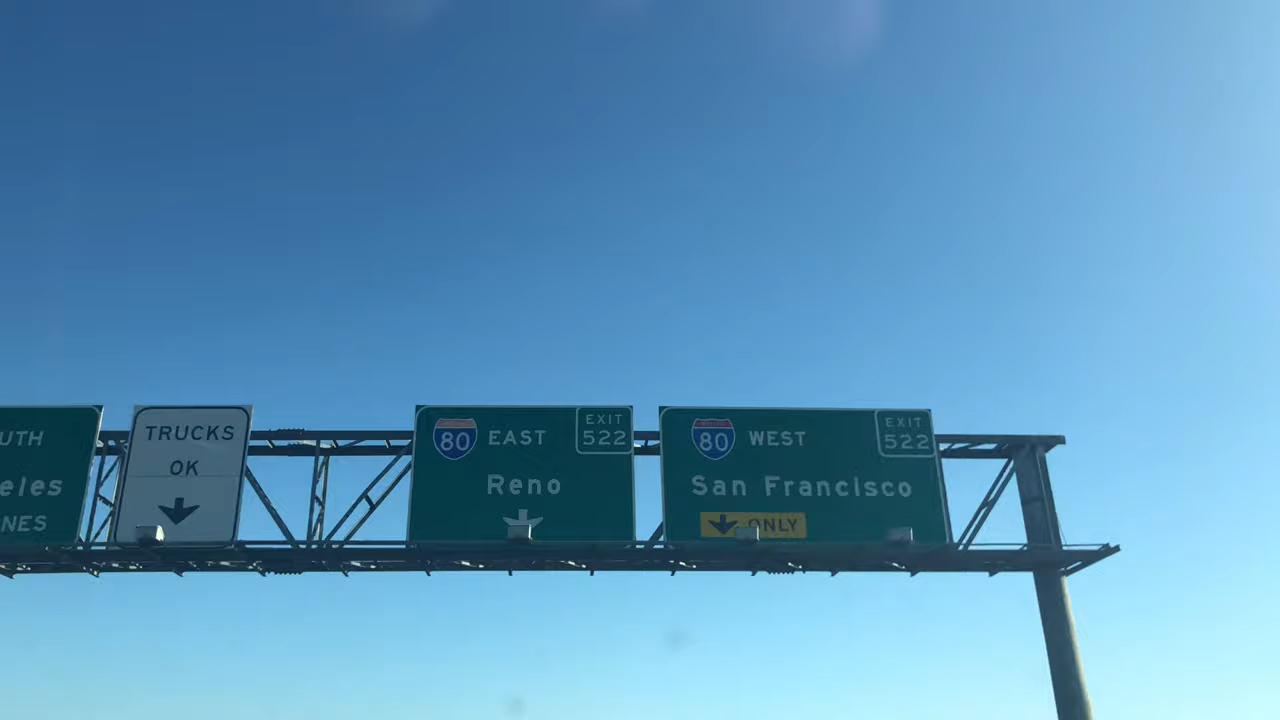 UTH
eles
NES
TRUCKS
OK
80 EAST
EXIT
522
Reno
80 WEST
EXIT
522
San Francisco
ONLY